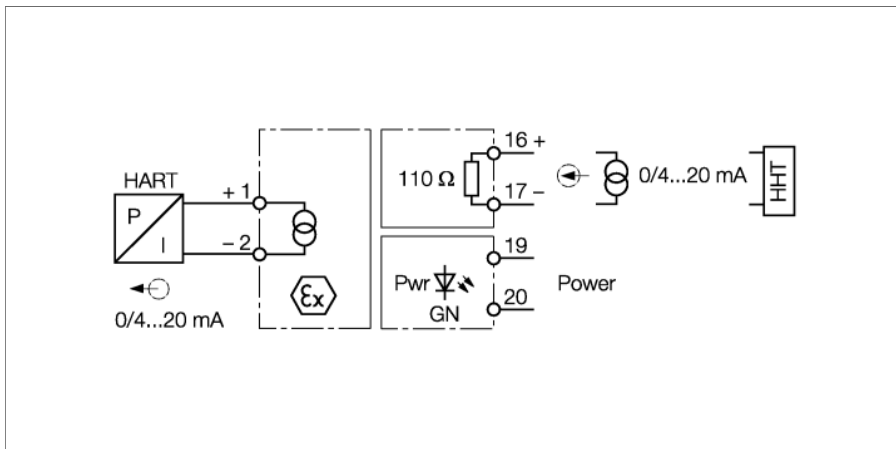 HART
P
I
+ 1
– 2
0/4...20 mA
Ex
110 Ω
16 +
17 –
0/4...20 mA
HHT
Pwr
GN
19
20
Power